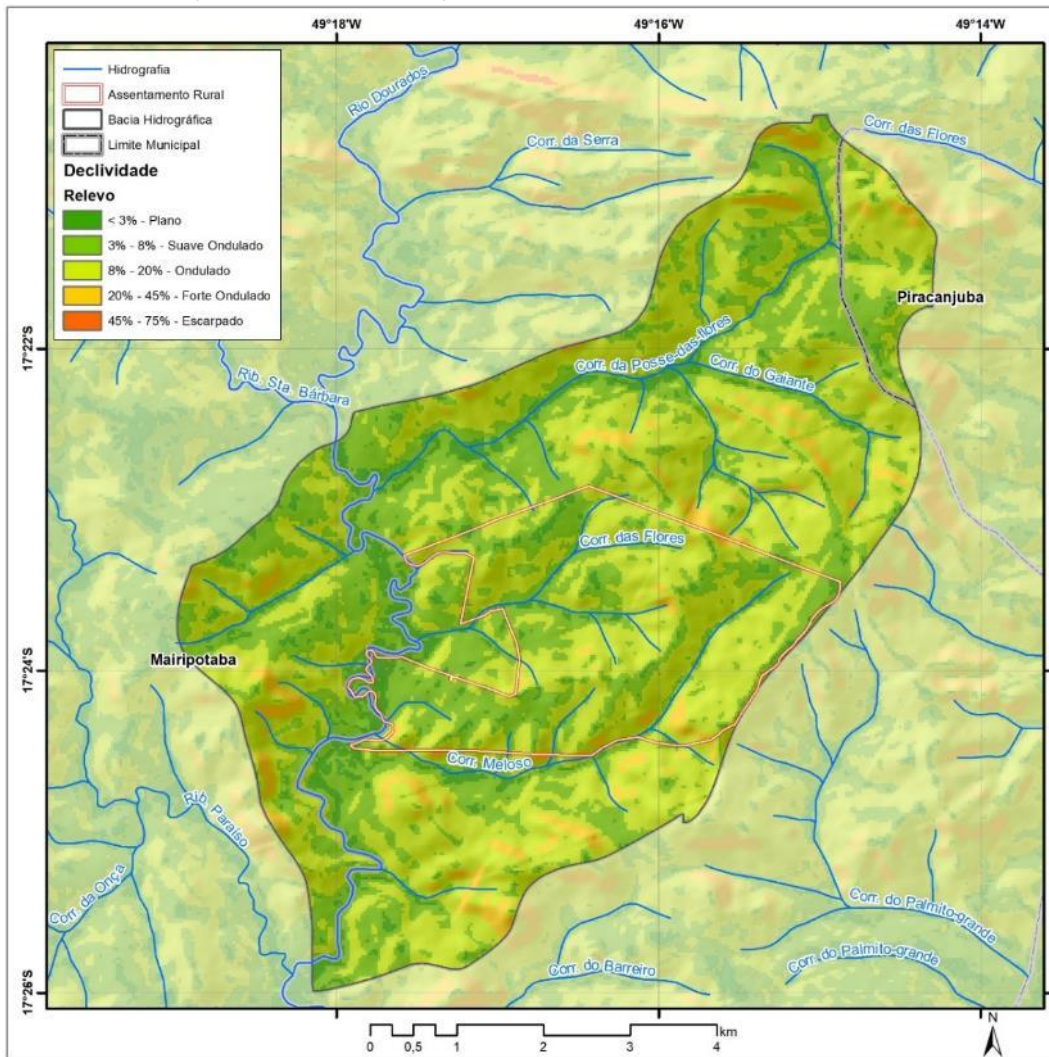 49°18'W
49°16'W
49°14'W
Hidrografia
Assentamento Rural
Bacia Hidrográfica
Limite Municipal
Declividade
Relevo
< 3% - Plano
3% - 8% - Suave Ondulado
8% - 20% - Ondulado
20% - 45% - Forte Ondulado
45% - 75% - Escarpado
Rio Dourados
Corr. da Serra
Corr. das Flores
Piracanjuba
17°22'S
Corr. da Posse-das-flores
Corr. do Gaiante
Rib. Sta. Bárbara
Corr. das Flores
Mairipotaba
17°24'S
Corr. Meloso
Rib. Paraíso
Corr. da Onça
Corr. do Palmito-grande
Corr. do Palmito-grande
Corr. do Barreiro
17°26'S
N
km
0 0,5 1 2 3 4